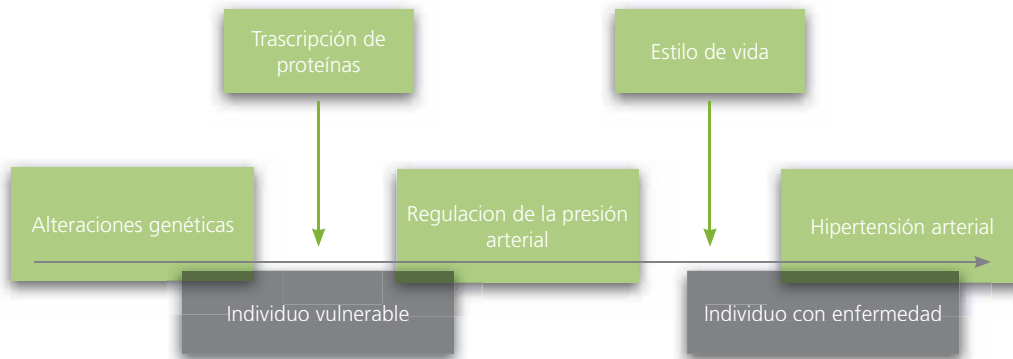 Trascripción de
proteínas
Estilo de vida
Alteraciones genéticas
Regulacion de la presión
arterial
Hipertensión arterial
Individuo vulnerable
Individuo con enfermedad